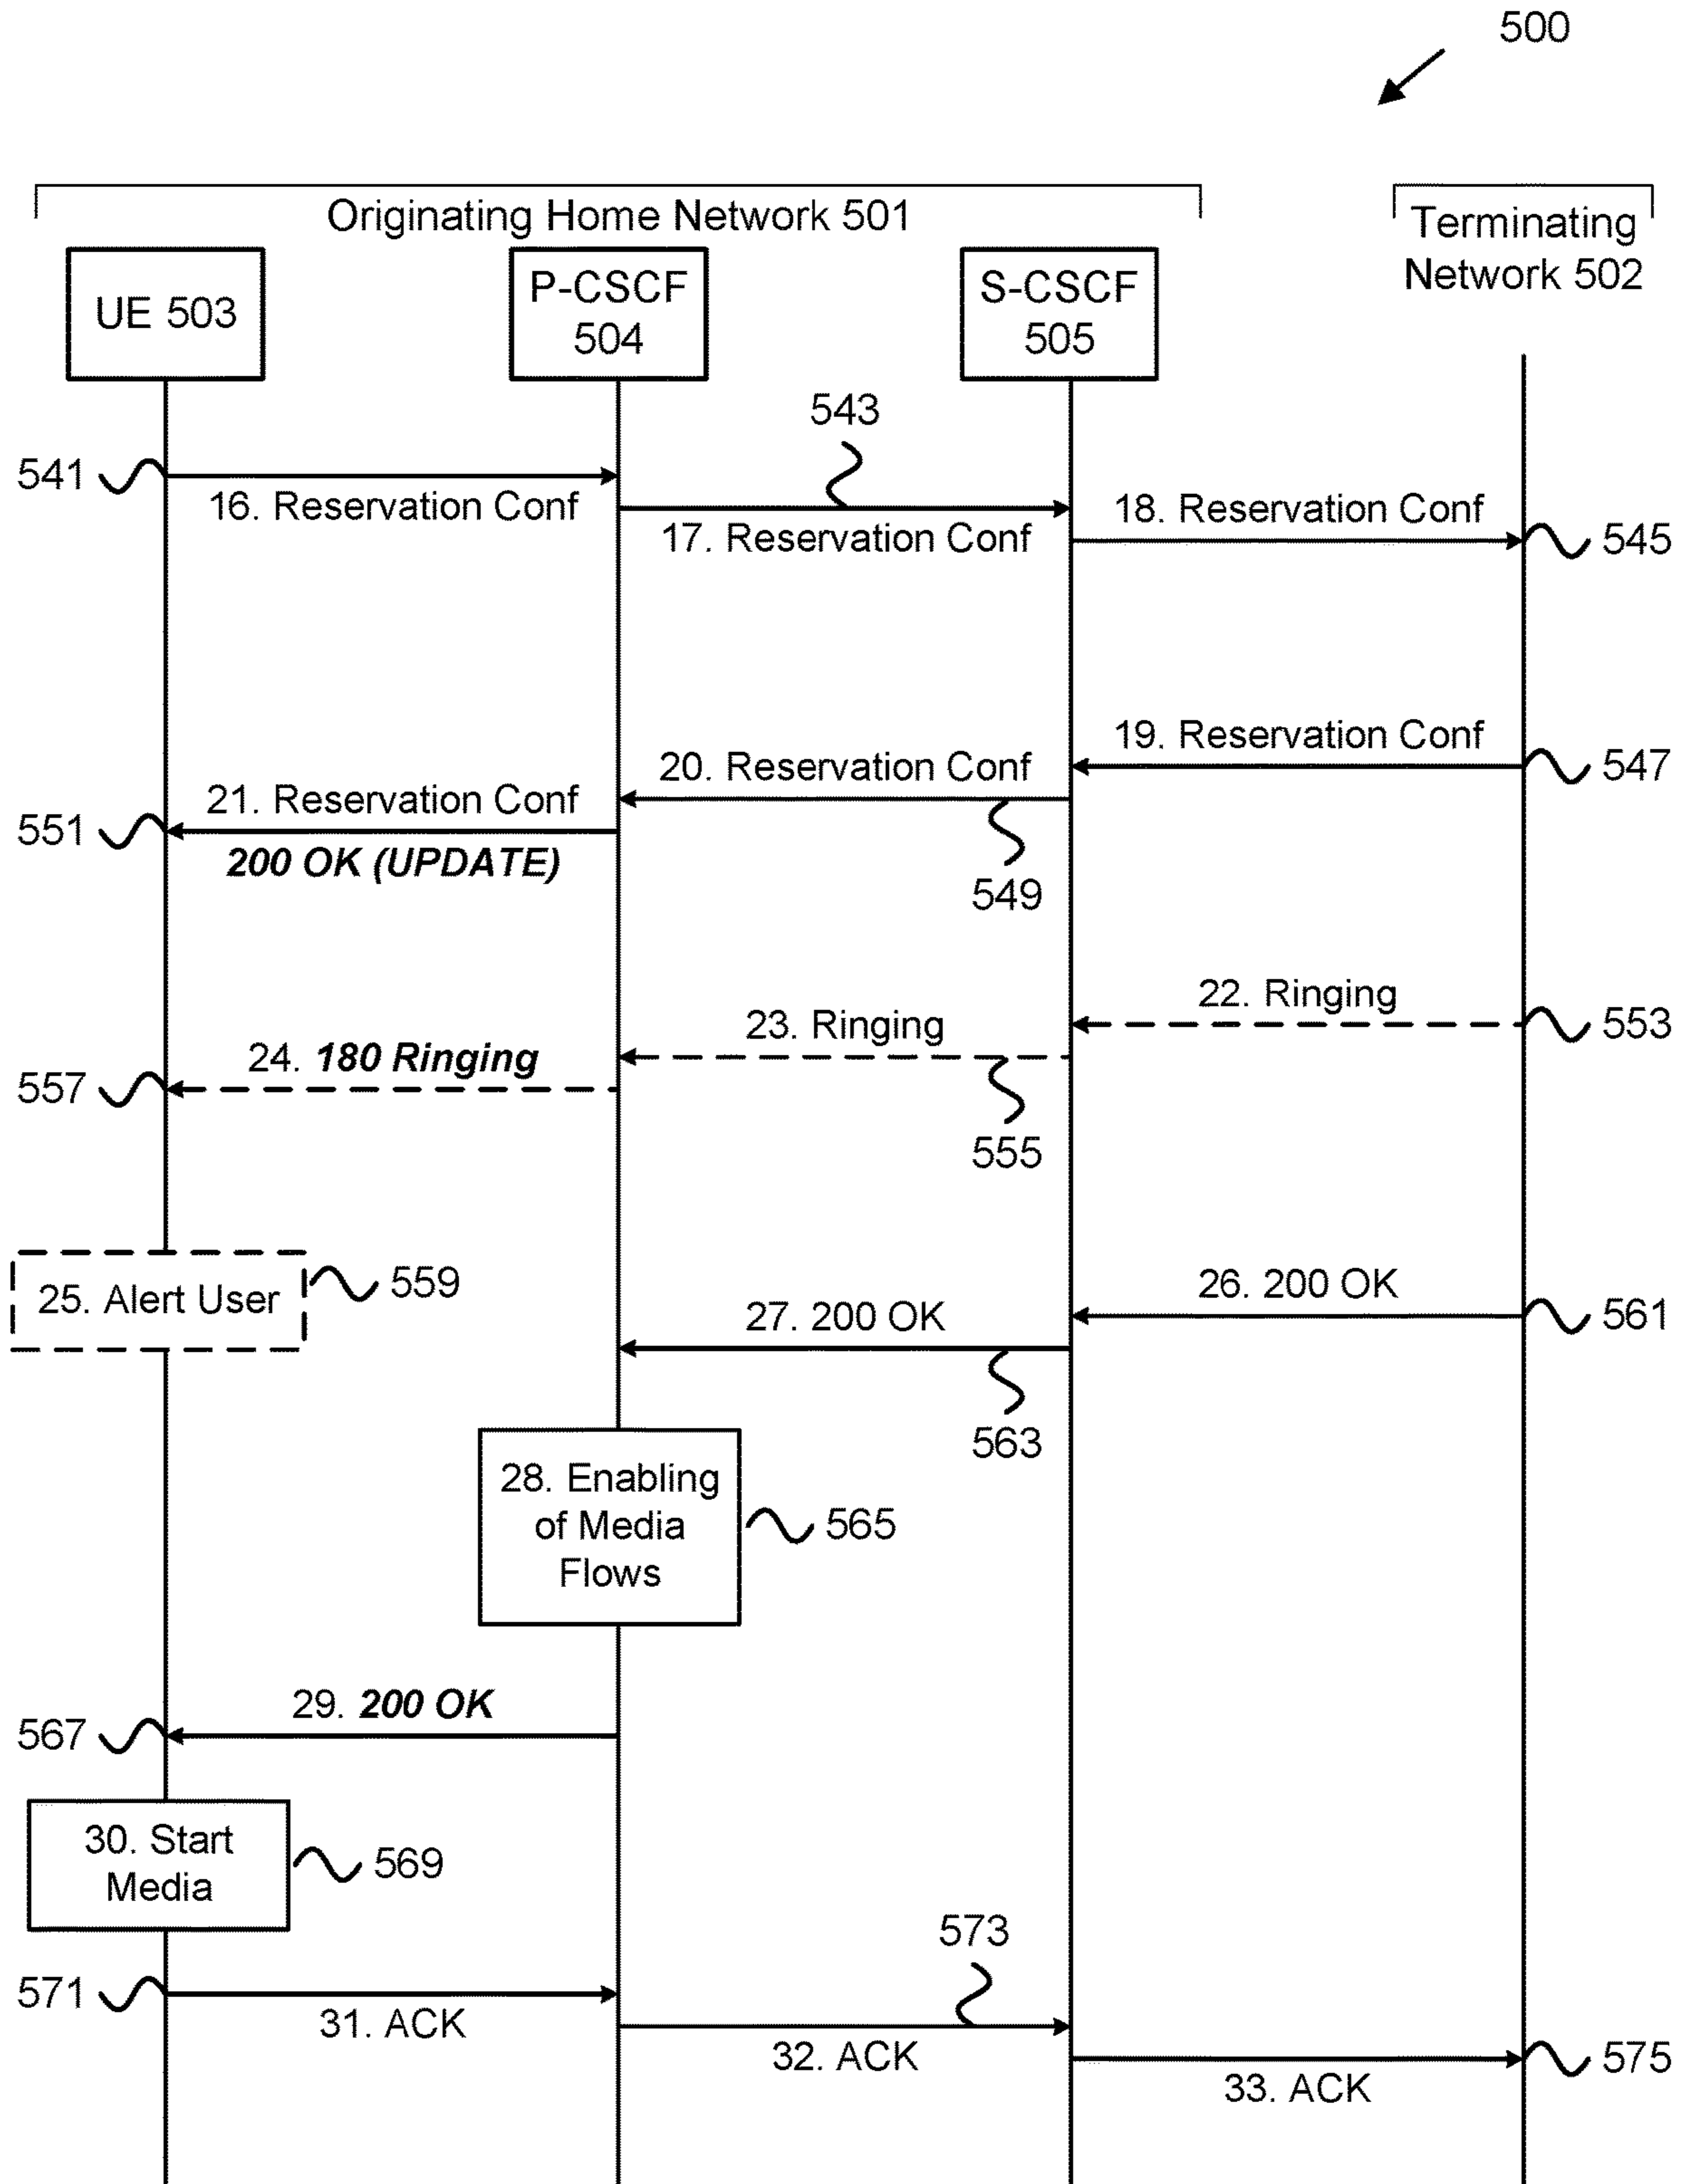 500
Originating Home Network 501
Terminating
Network 502
UE 503
P-CSCF
504
S-CSCF
505
543
541
16. Reservation Conf
17. Reservation Conf
18. Reservation Conf
545
19. Reservation Conf
547
20. Reservation Conf
21. Reservation Conf
551
200 OK (UPDATE)
549
22. Ringing
553
23. Ringing
24. 180 Ringing
557
555
25. Alert User
559
26. 200 OK
561
27. 200 OK
563
28. Enabling
of Media
Flows
565
29. 200 OK
567
30. Start
Media
569
573
571
31. ACK
32. ACK
575
33. ACK